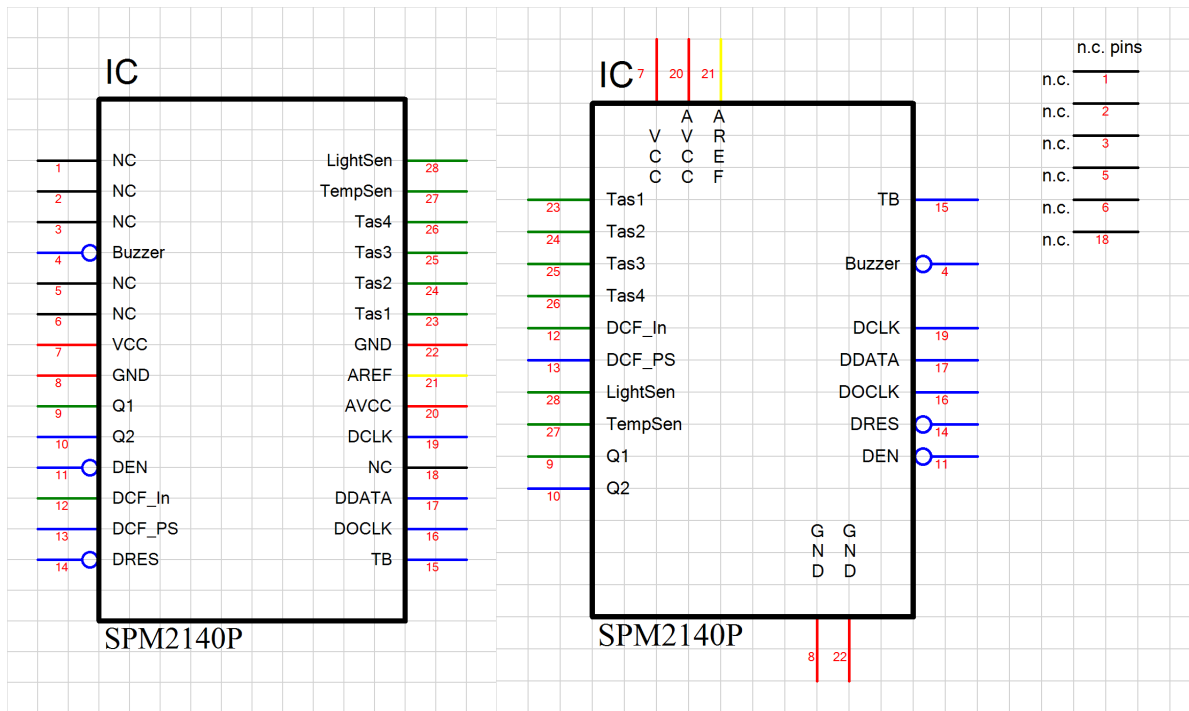 IC
1 NC
2 NC
3 NC
4 Buzzer
5 NC
6 NC
7 VCC
8 GND
9 Q1
10 Q2
11 DEN
12 DCF_In
13 DCF_PS
14 DRES
LightSen 28
TempSen 27
Tas4 26
Tas3 25
Tas2 24
Tas1 23
GND 22
AREF 21
AVCC 20
DCLK 19
NC 18
DDATA 17
DOCLK 16
TB 15
SPM2140P
IC
7 VCC
20 AVCC
21 AREF
23 Tas1
24 Tas2
25 Tas3
26 Tas4
12 DCF_In
13 DCF_PS
28 LightSen
27 TempSen
9 Q1
10 Q2
TB 15
Buzzer 4
DCLK 19
DDATA 17
DOCLK 16
DRES 14
DEN 11
GND 8
GND 22
SPM2140P
n.c. pins
n.c. 1
n.c. 2
n.c. 3
n.c. 5
n.c. 6
n.c. 18